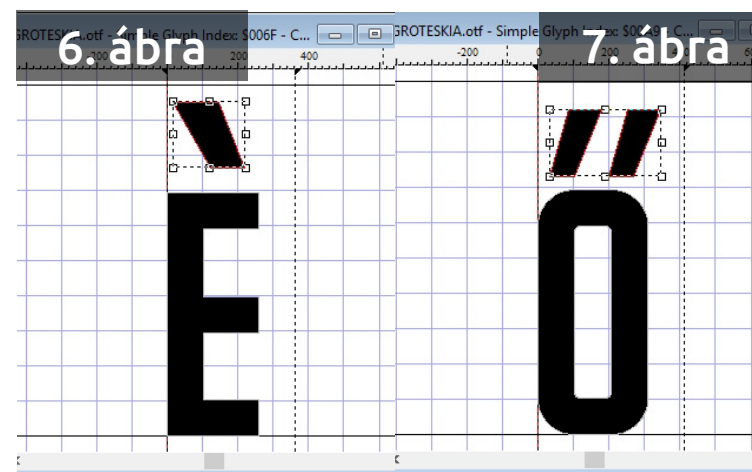 GROTESKIA.otf - Simple Glyph Index: $006F - C...
6. ábra
200
400
È
GROTESKIA.otf - Simple Glyph Index: C...
7. ábra
-200
0
200
Ő